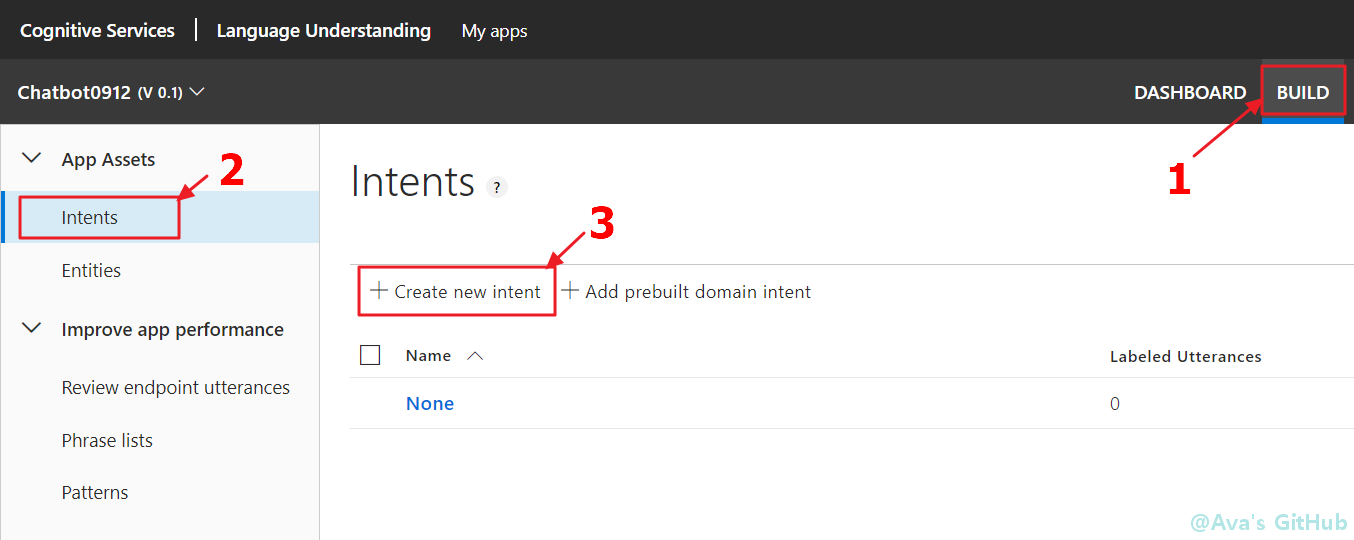 Cognitive Services | Language Understanding My apps
Chatbot0912 (V 0.1) DASHBOARD BUILD
1
App Assets
2
Intents
Entities
Improve app performance
Review endpoint utterances
Phrase lists
Patterns
Intents ?
3
+ Create new intent + Add prebuilt domain intent
Name Labeled Utterances
None 0
@Ava's GitHub